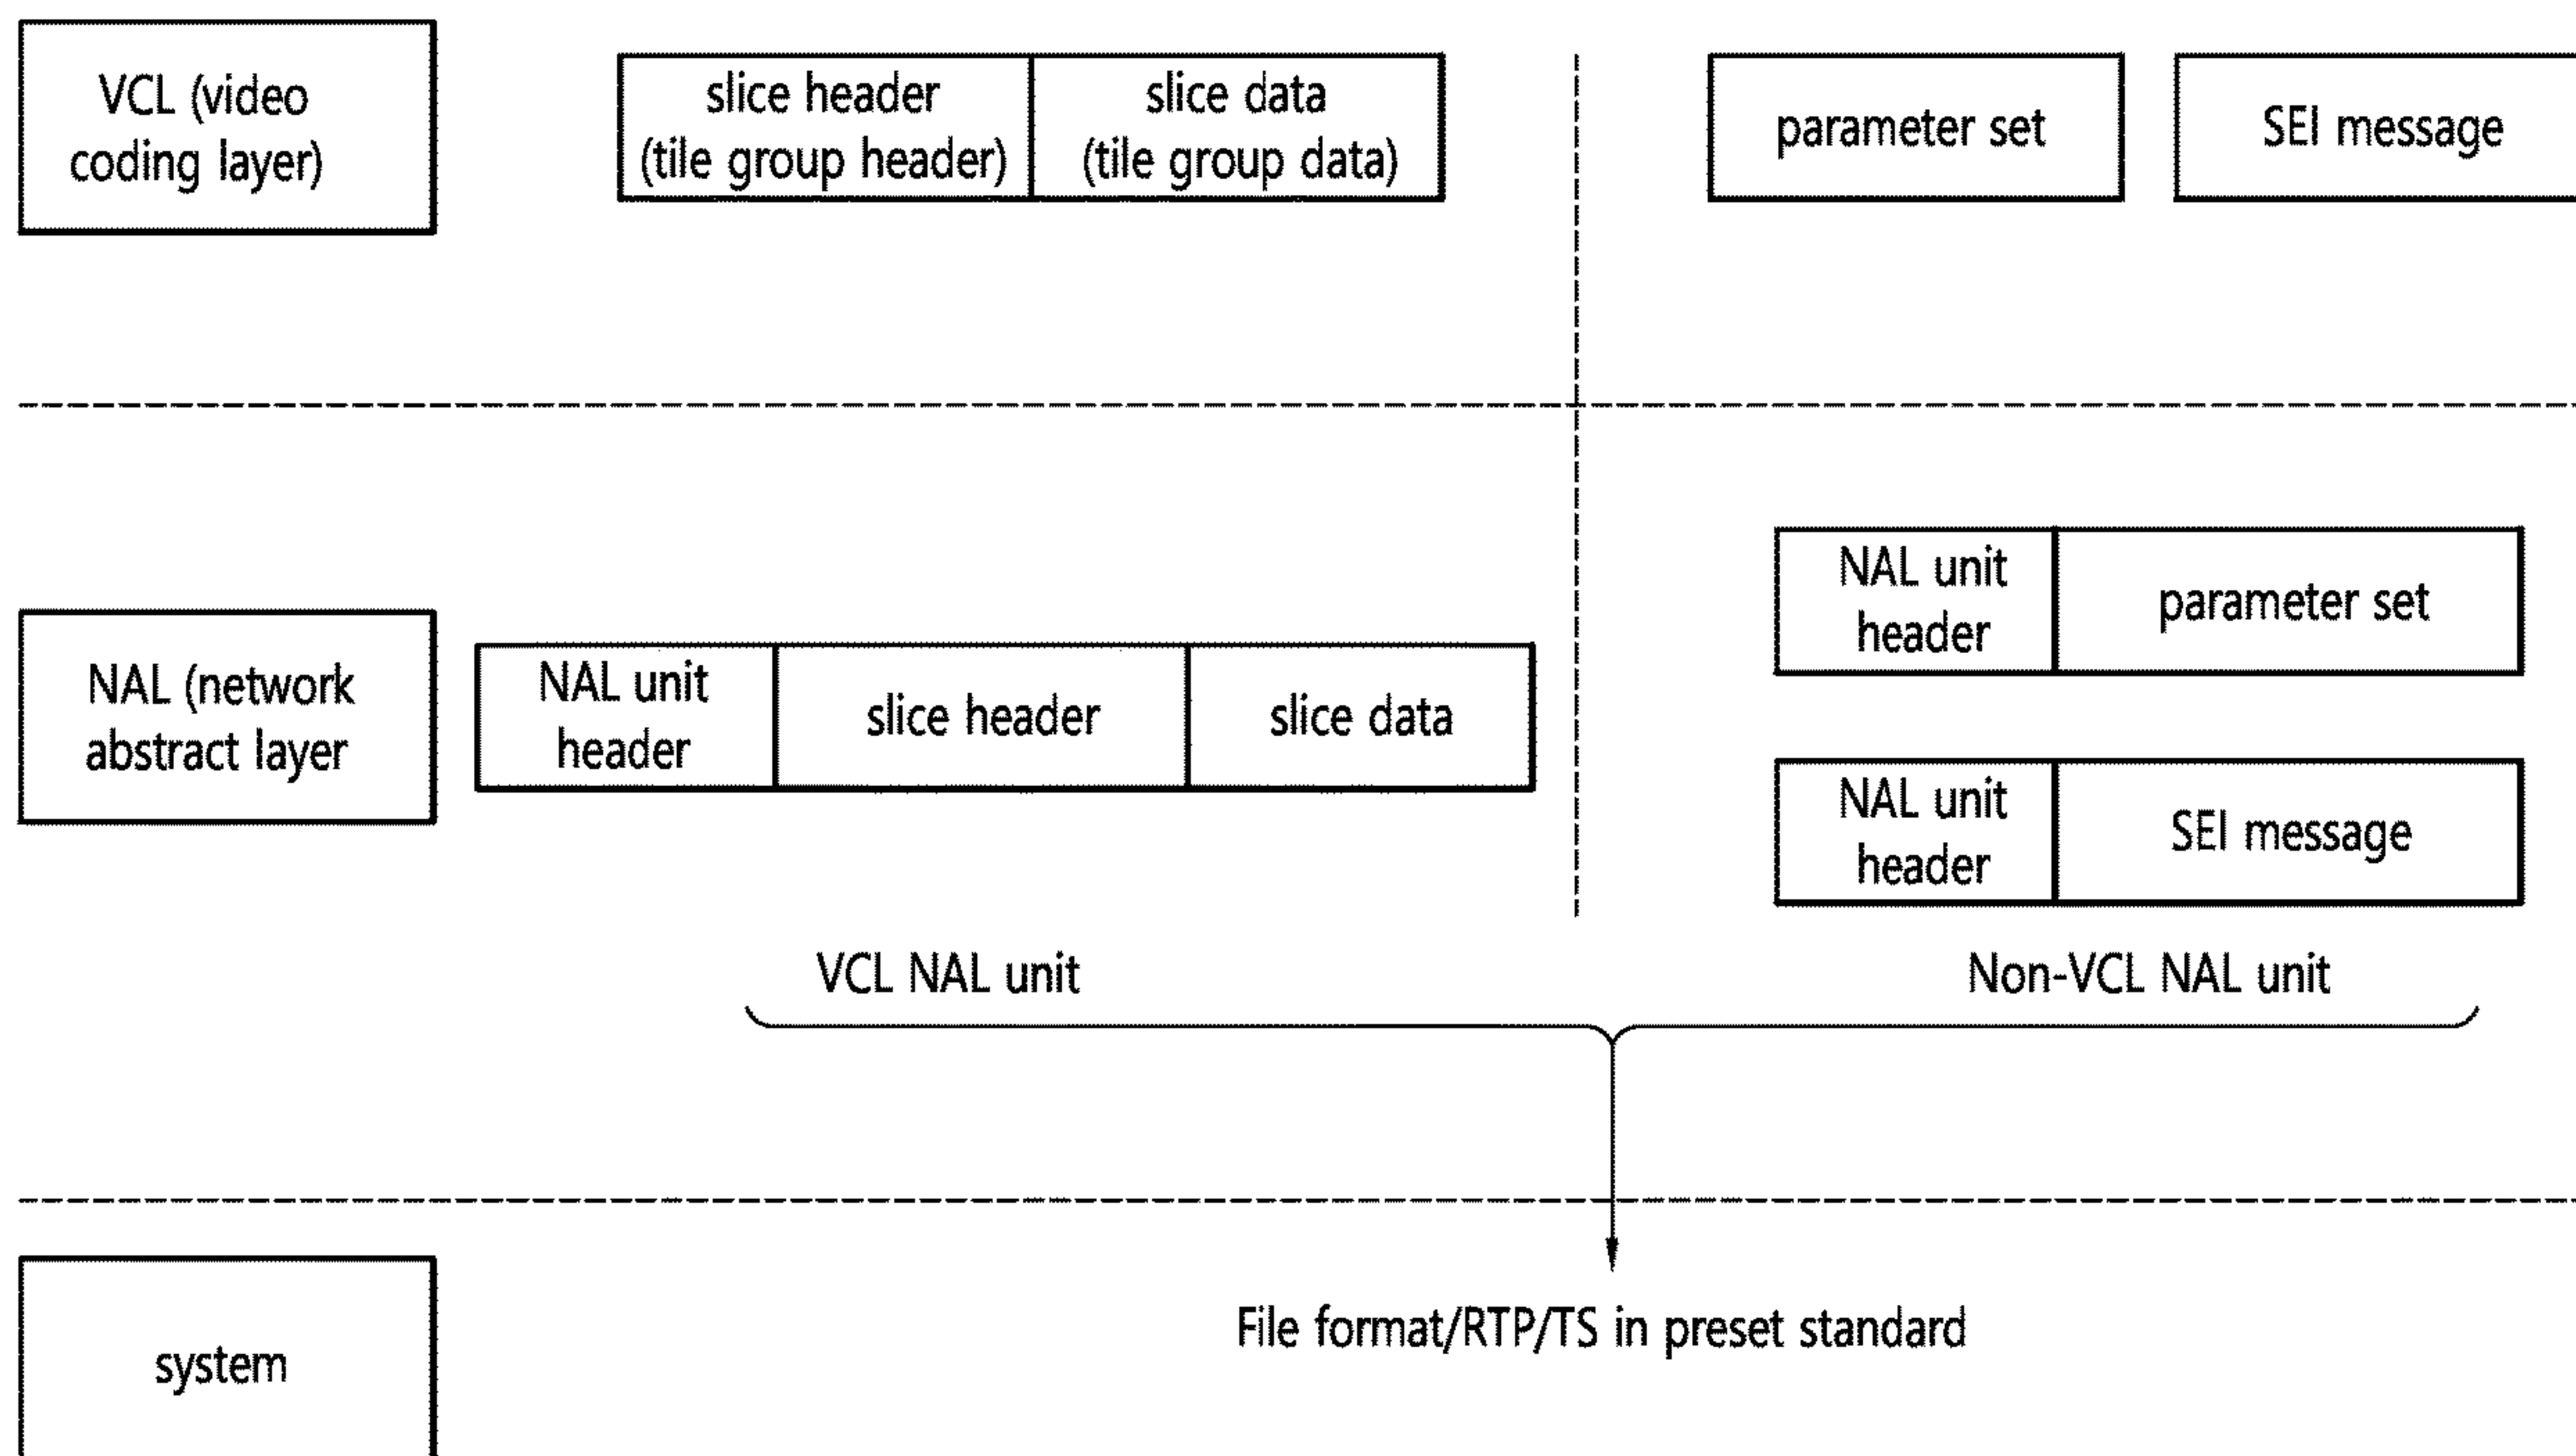 VCL (video
coding layer)
slice header
(tile group header)
slice data
(tile group data)
parameter set
SEI message
NAL (network
abstract layer
NAL unit
header
slice header
slice data
NAL unit
header
parameter set
NAL unit
header
SEI message
VCL NAL unit
Non-VCL NAL unit
system
File format/RTP/TS in preset standard